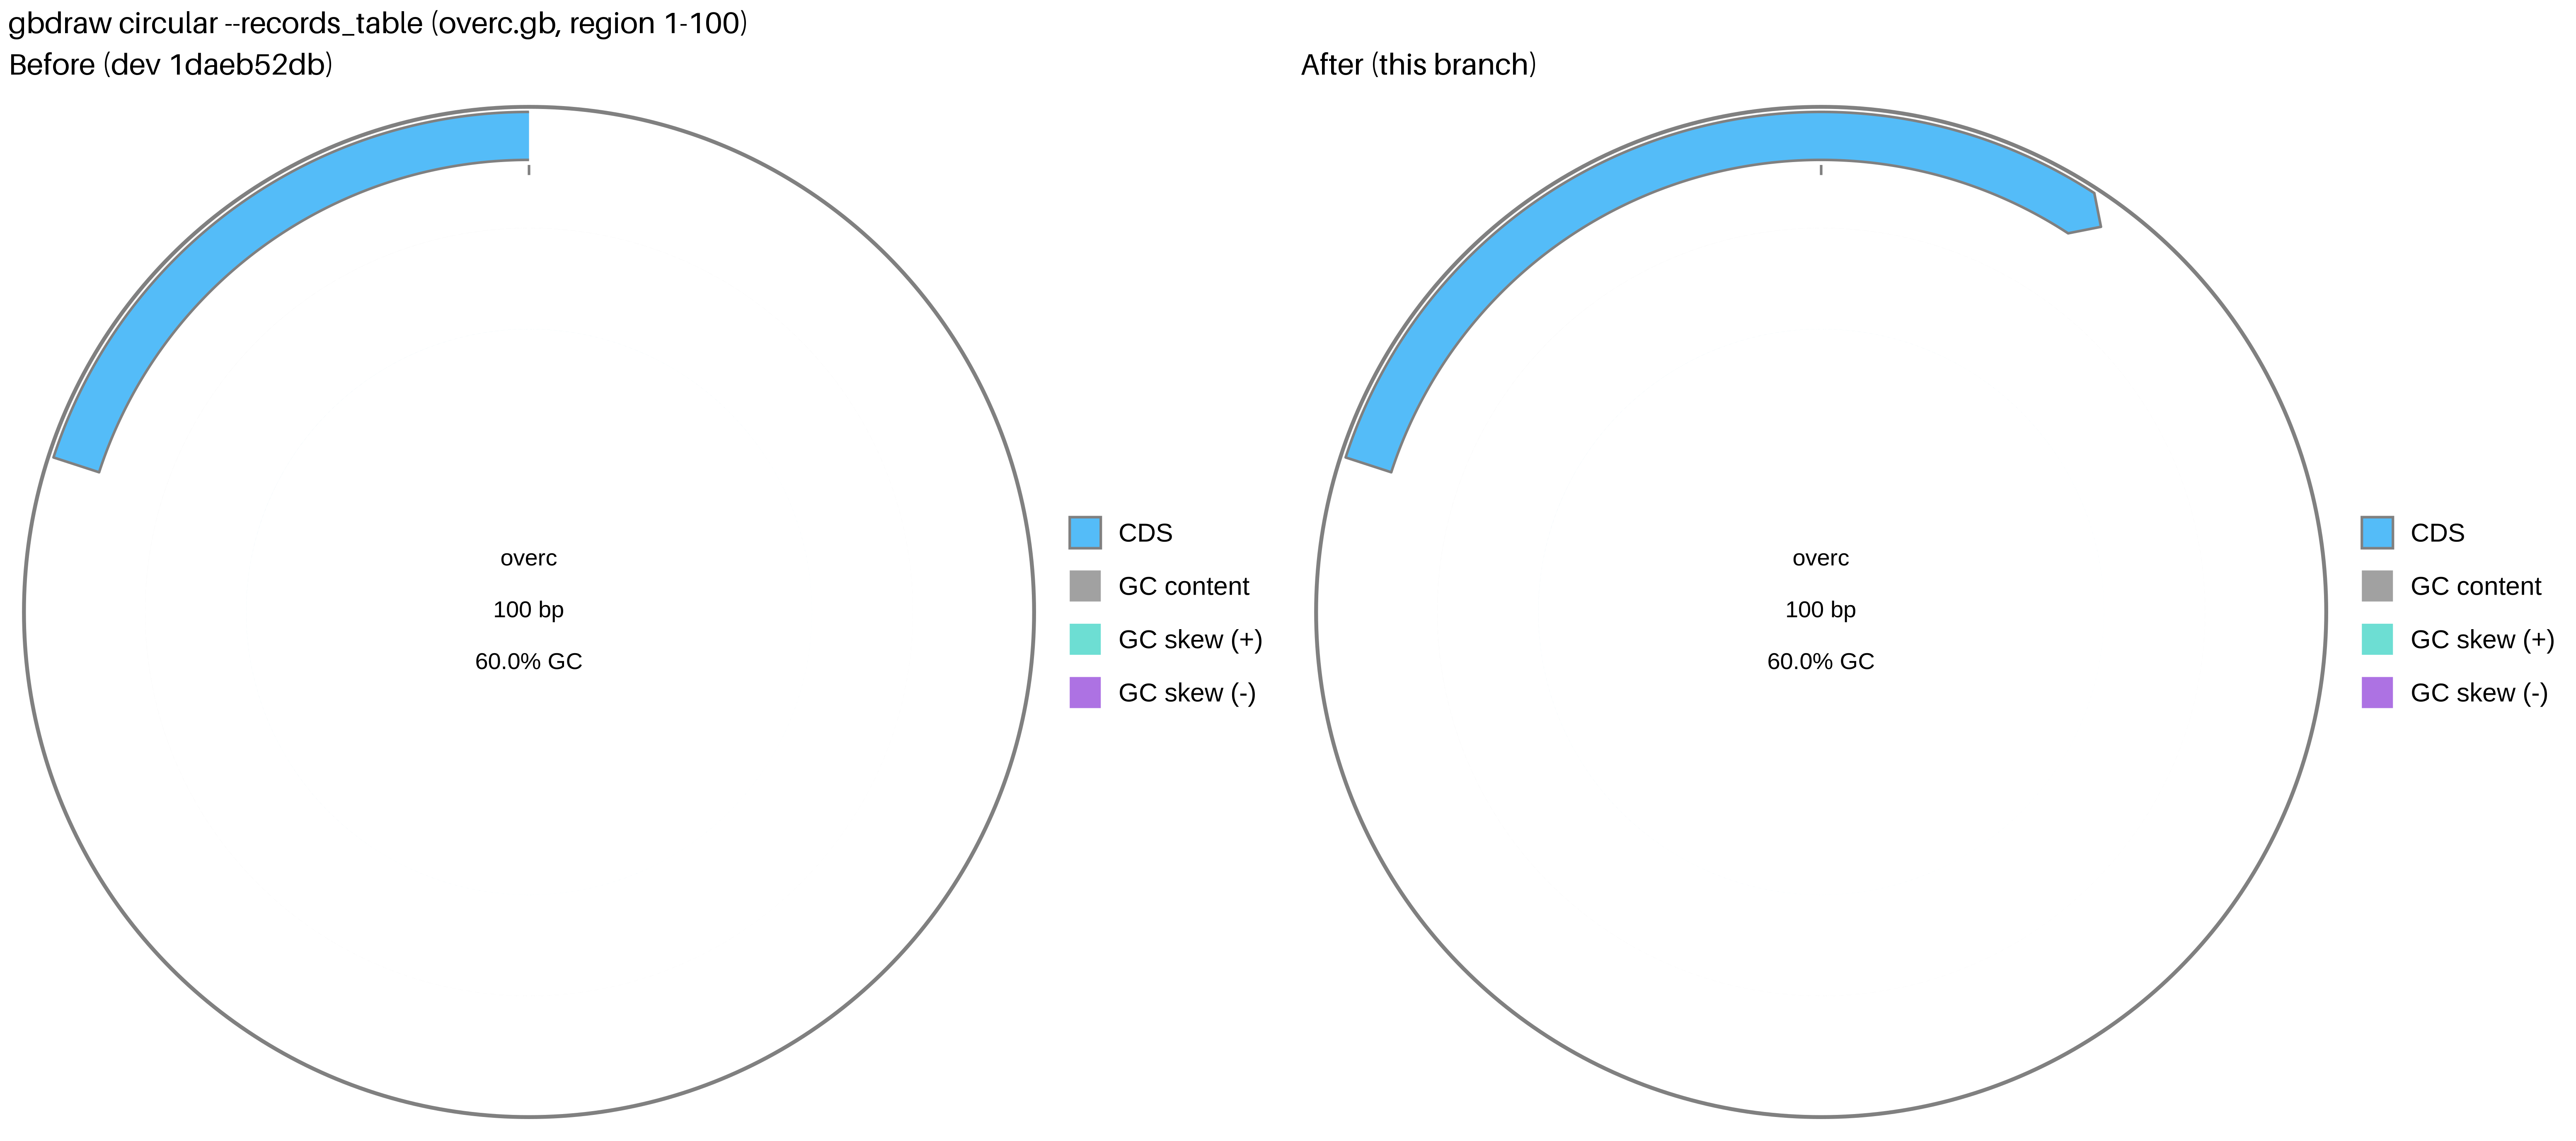 gbdraw circular --records_table (overc.gb, region 1-100)
Before (dev 1daeb52db)
After (this branch)
overc
100 bp
60.0% GC
CDS
GC content
GC skew (+)
GC skew (-)
overc
100 bp
60.0% GC
CDS
GC content
GC skew (+)
GC skew (-)